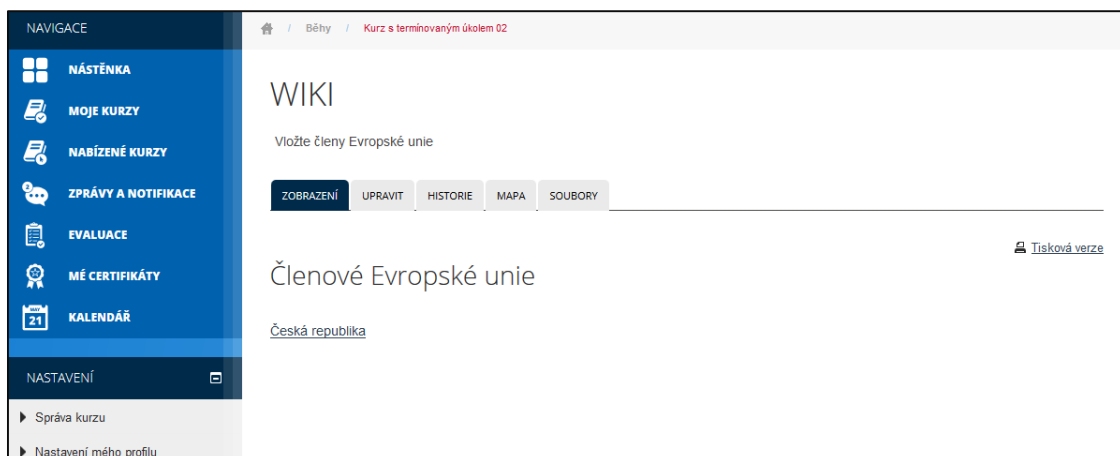 NAVIGACE
Běhy / Kurz s termínovaným úkolem 02
NÁSTĚNKA
MOJE KURZY
NABÍZENÉ KURZY
2
ZPRÁVY A NOTIFIKACE
EVALUACE
MÉ CERTIFIKÁTY
MAY
21
KALENDÁŘ
NASTAVENÍ
Správa kurzu
Nastavení mého profilu
WIKI
Vložte členy Evropské unie
ZOBRAZENÍ UPRAVIT HISTORIE MAPA SOUBORY
Tisková verze
Členové Evropské unie
Česká republika